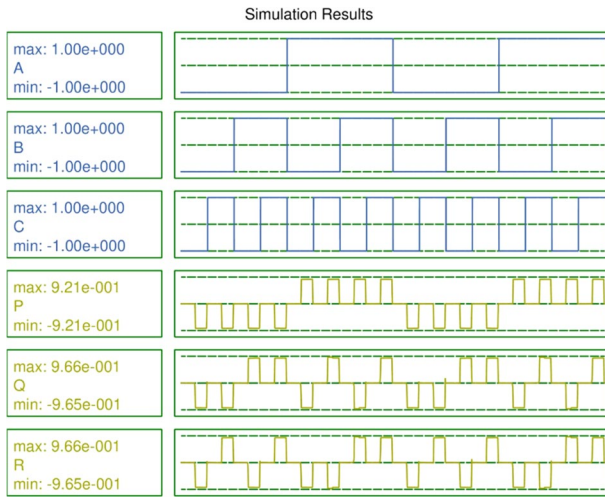 Simulation Results
max: 1.00e+000
A
min: -1.00e+000
max: 1.00e+000
B
min: -1.00e+000
max: 1.00e+000
C
min: -1.00e+000
max: 9.21e-001
P
min: -9.21e-001
max: 9.66e-001
Q
min: -9.65e-001
max: 9.66e-001
R
min: -9.65e-001